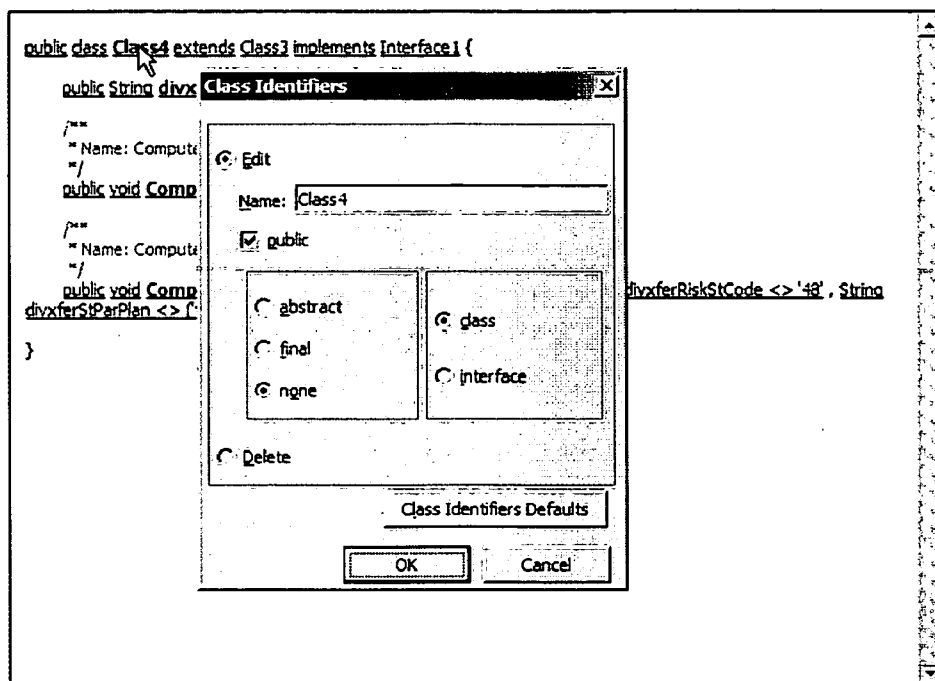 public class Class4 extends Class3 implements Interface1 {
public String divx
/**
* Name: Compute
*/
public void Comp
/**
* Name: Compute
*/
public void Comp divxferRiskStCode <> '48' , String
divxferStParPlan <>
}
Class Identifiers
Edit
Name: Class4
public
abstract
final
none
class
interface
Delete
Class Identifiers Defaults
OK Cancel